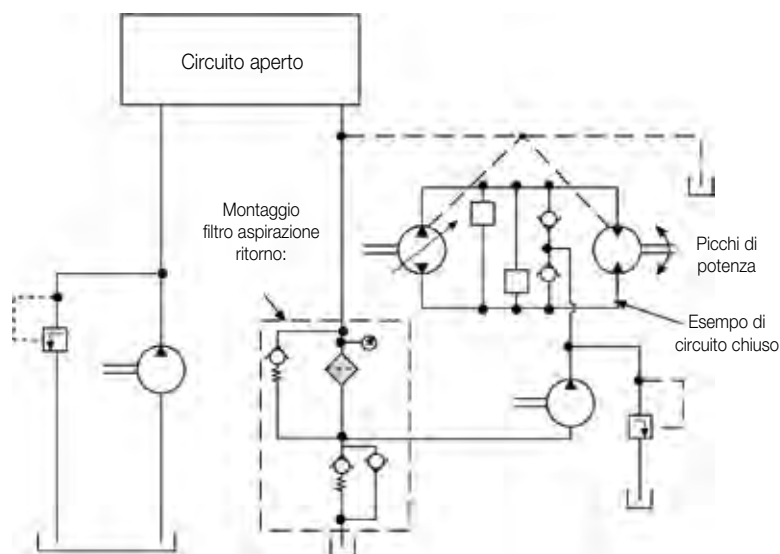 Circuito aperto
Montaggio
filtro aspirazione
ritorno:
Picchi di
potenza
Esempo di
circuito chiuso